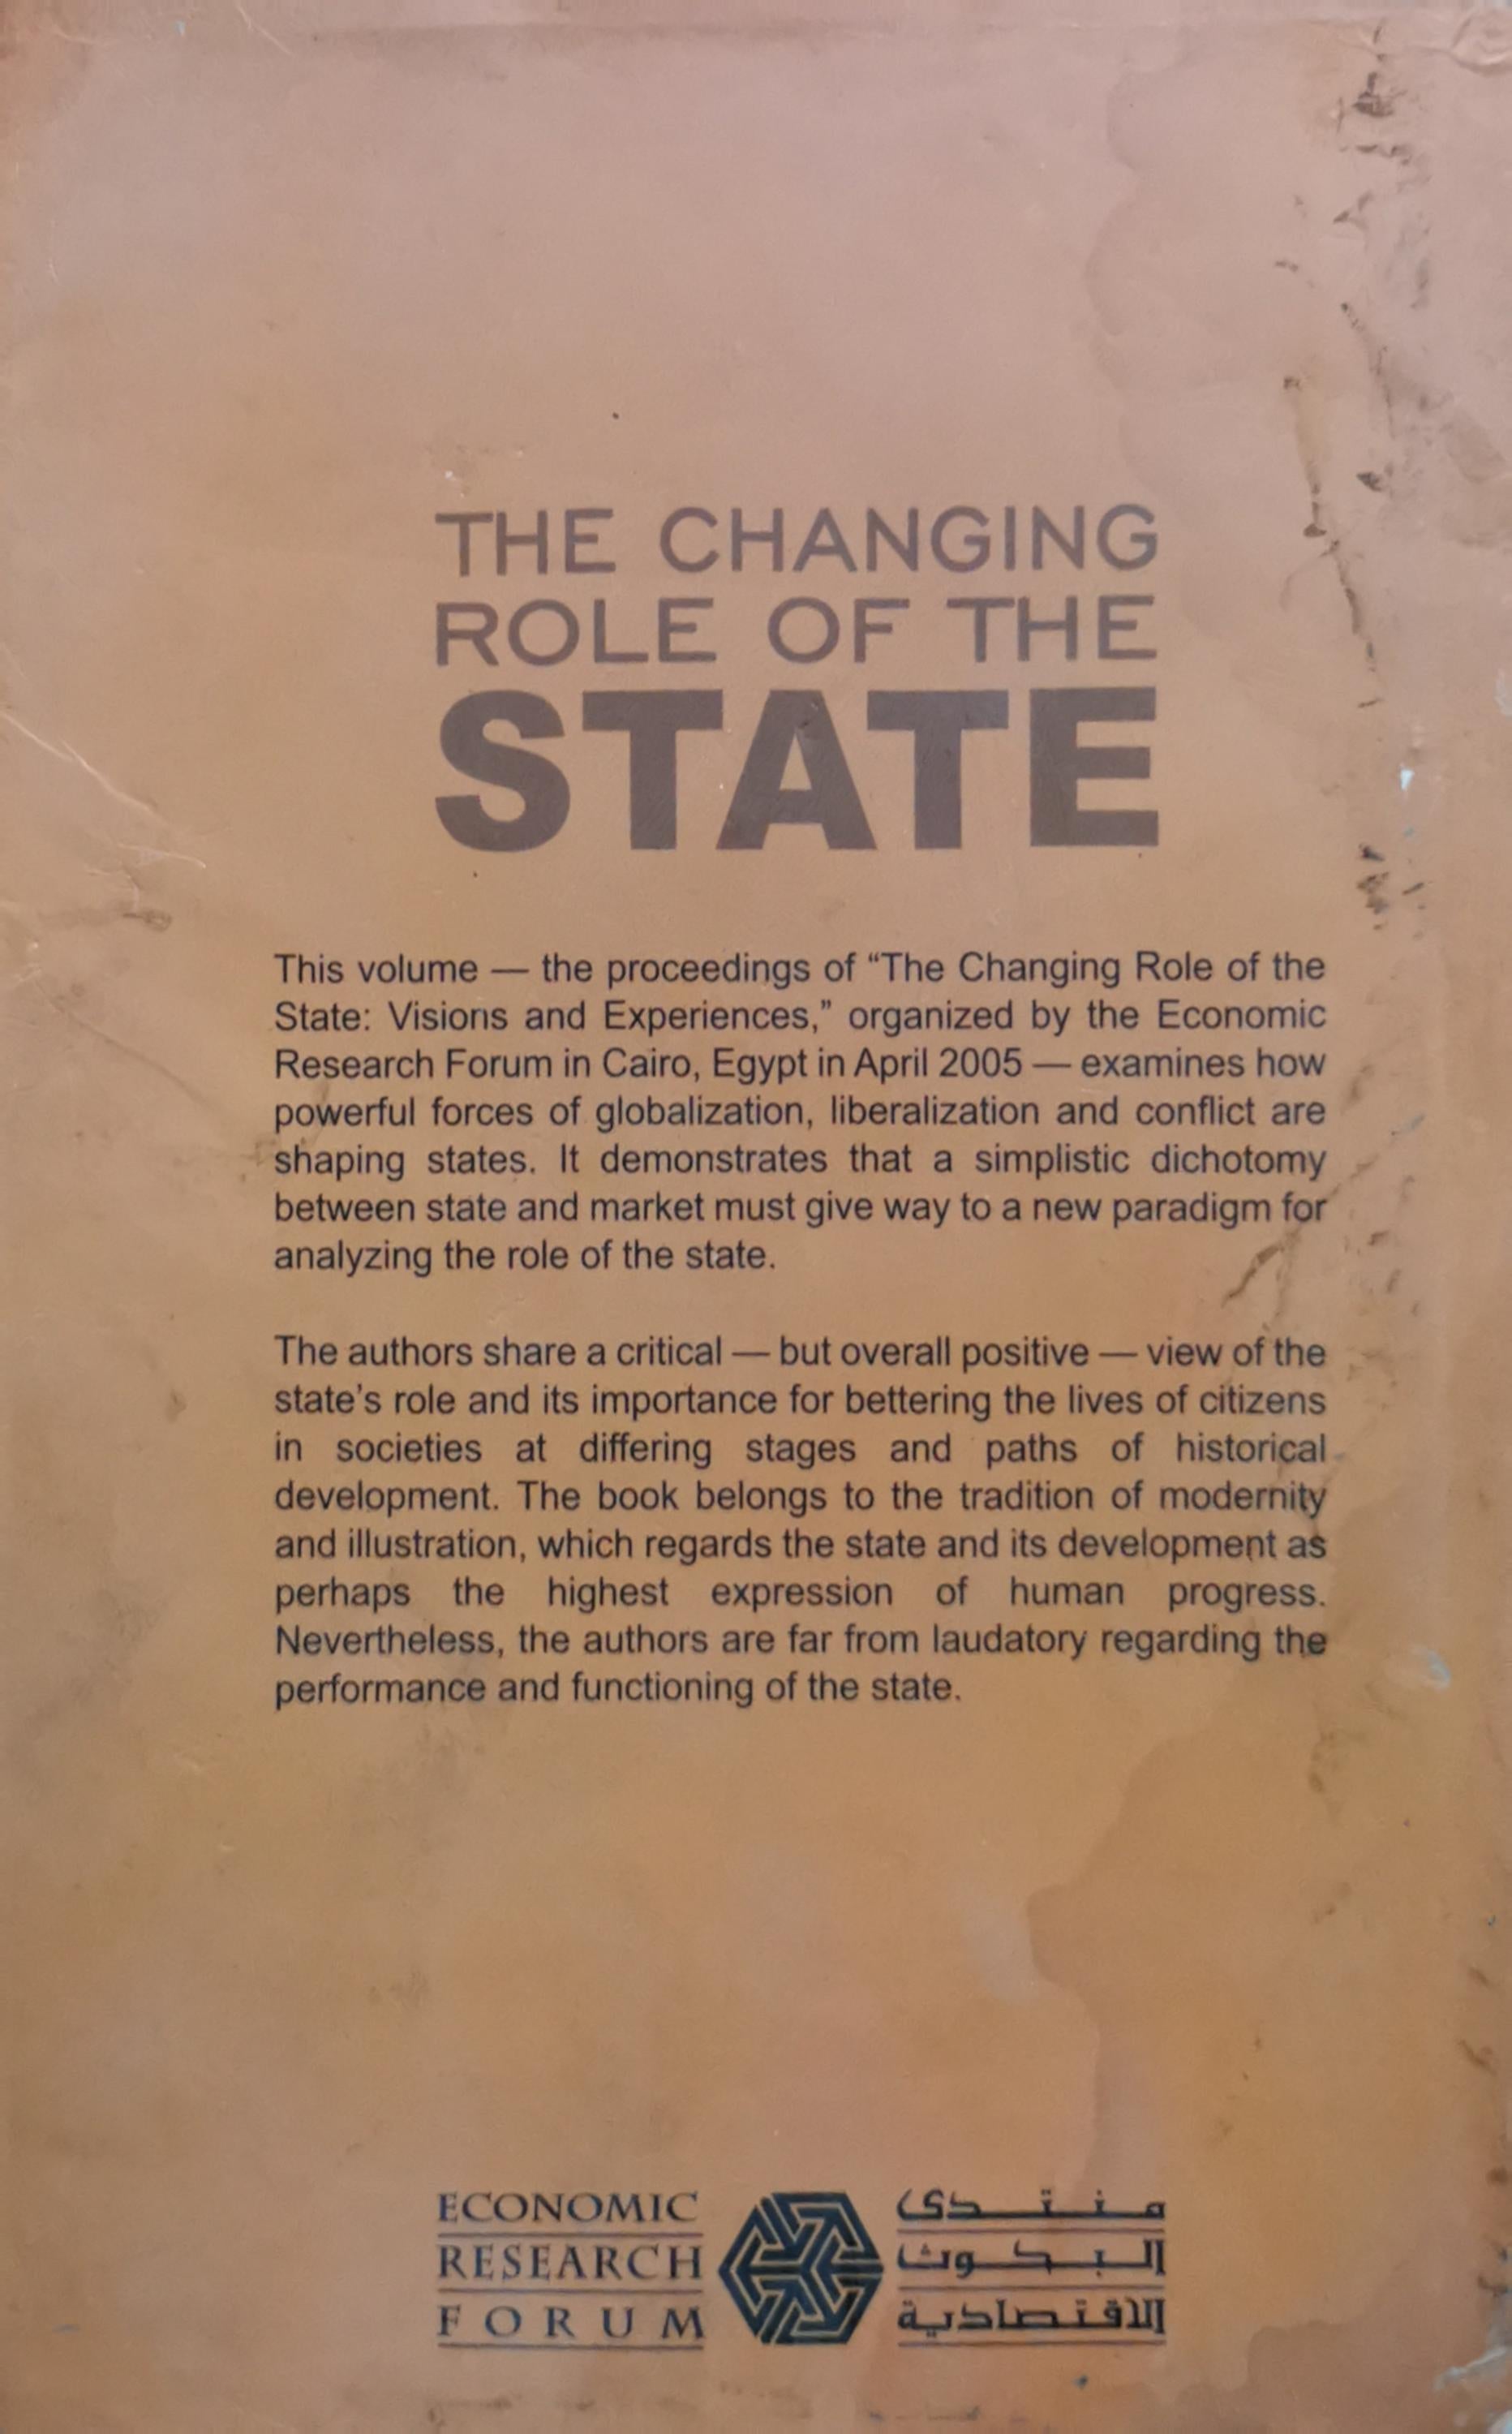 THE CHANGING
ROLE OF THE
STATE
This volume — the proceedings of “The Changing Role of the
State: Visions and Experiences,” organized by the Economic
Research Forum in Cairo, Egypt in April 2005 — examines how
powerful forces of globalization, liberalization and conflict are
shaping states. It demonstrates that a simplistic dichotomy
between state and market must give way to a new paradigm for
analyzing the role of the state.
The authors share a critical — but overall positive — view of the
state’s role and its importance for bettering the lives of citizens
in societies at differing stages and paths of historical
development. The book belongs to the tradition of modernity
and illustration, which regards the state and its development as
perhaps the highest expression of human progress.
Nevertheless, the authors are far from laudatory regarding the
performance and functioning of the state.
ECONOMIC
RESEARCH
FORUM
منتدى
البحوث
الاقتصادية